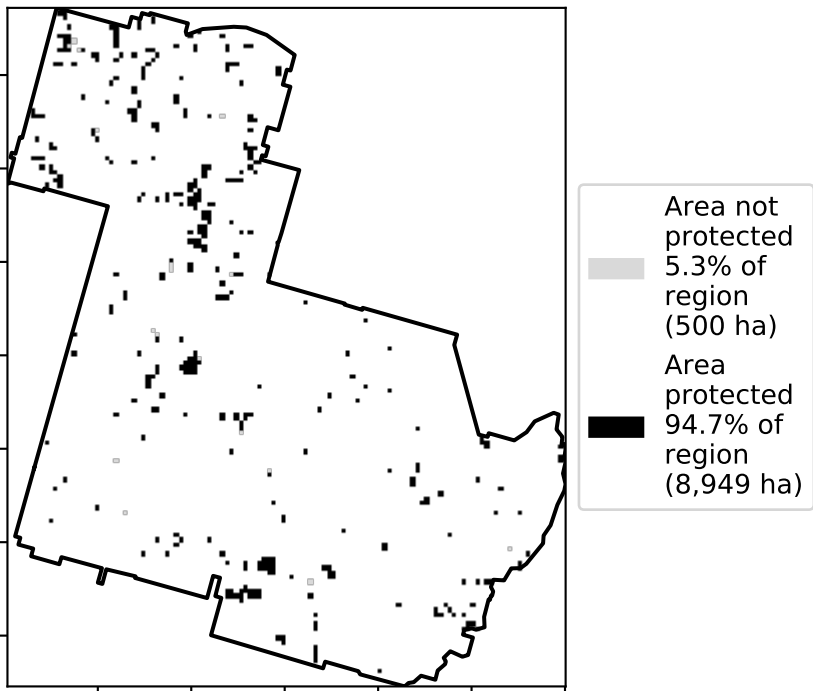 Area not
protected
5.3% of
region
(500 ha)
Area
protected
94.7% of
region
(8,949 ha)